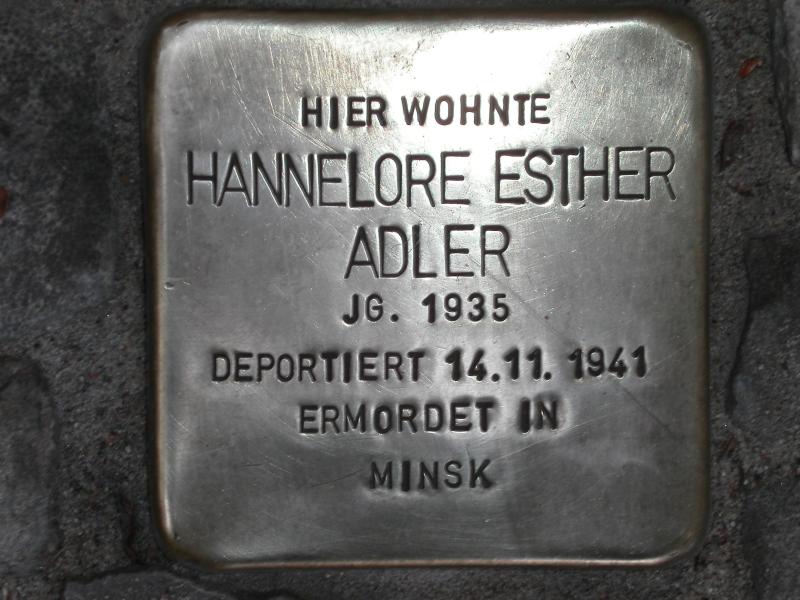 HIER WOHNTE
HANNELORE ESTHER
ADLER
JG. 1935
DEPORTIERT 14.11. 1941
ERMORDET IN
MINSK